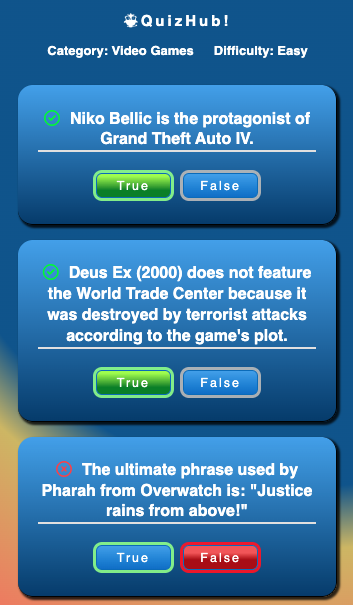 QuizHub!
Category: Video Games Difficulty: Easy
Niko Bellic is the protagonist of
Grand Theft Auto IV.
True False
Deus Ex (2000) does not feature
the World Trade Center because it
was destroyed by terrorist attacks
according to the game's plot.
True False
The ultimate phrase used by
Pharah from Overwatch is: "Justice
rains from above!"
True False